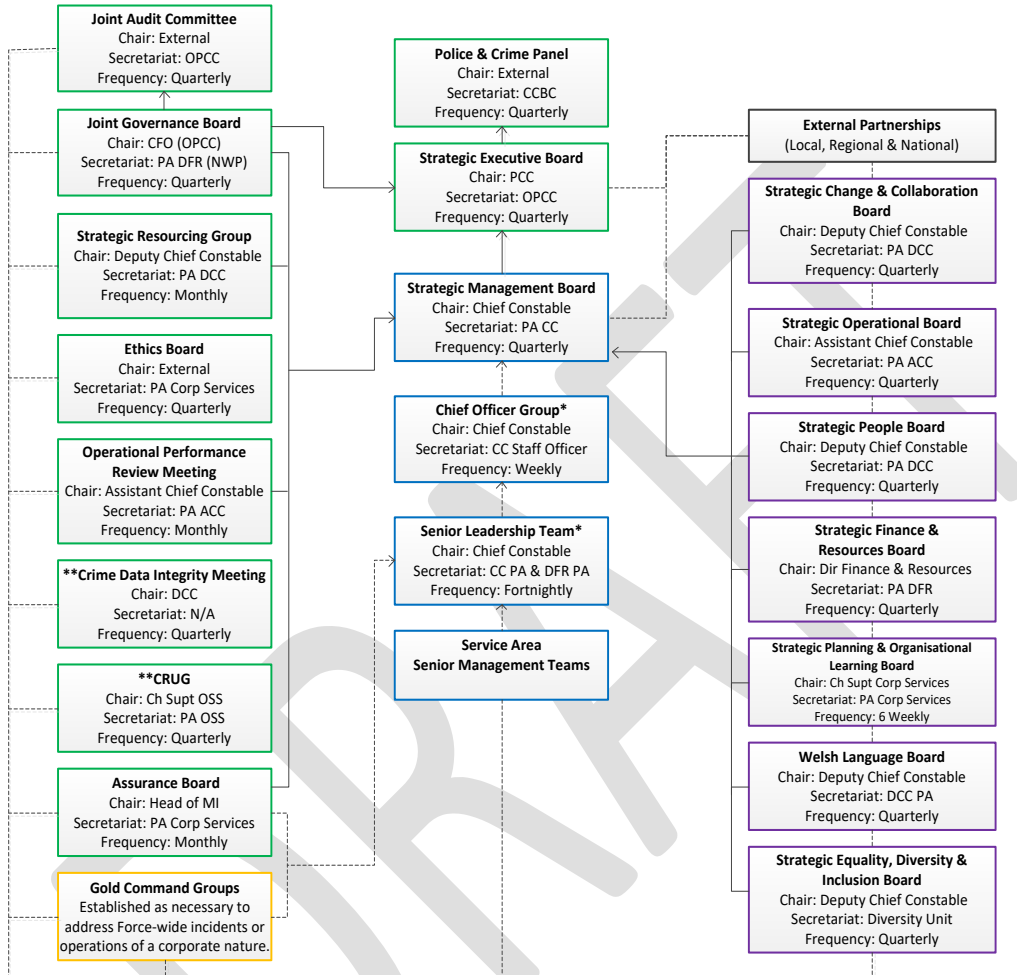 Joint Audit Committee
Chair: External
Secretariat: OPCC
Frequency: Quarterly
Joint Governance Board
Chair: CFO (OPCC)
Secretariat: PA DFR (NWP)
Frequency: Quarterly
Strategic Resourcing Group
Chair: Deputy Chief Constable
Secretariat: PA DCC
Frequency: Monthly
Ethics Board
Chair: External
Secretariat: PA Corp Services
Frequency: Quarterly
Operational Performance
Review Meeting
Chair: Assistant Chief Constable
Secretariat: PA ACC
Frequency: Monthly
**Crime Data Integrity Meeting
Chair: DCC
Secretariat: N/A
Frequency: Quarterly
**CRUG
Chair: Ch Supt OSS
Secretariat: PA OSS
Frequency: Quarterly
Assurance Board
Chair: Head of MI
Secretariat: PA Corp Services
Frequency: Monthly
Gold Command Groups
Established as necessary to
address Force-wide incidents or
operations of a corporate nature.
Police & Crime Panel
Chair: External
Secretariat: CCBC
Frequency: Quarterly
Strategic Executive Board
Chair: PCC
Secretariat: OPCC
Frequency: Quarterly
Strategic Management Board
Chair: Chief Constable
Secretariat: PA CC
Frequency: Quarterly
Chief Officer Group*
Chair: Chief Constable
Secretariat: CC Staff Officer
Frequency: Weekly
Senior Leadership Team*
Chair: Chief Constable
Secretariat: CC PA & DFR PA
Frequency: Fortnightly
Service Area
Senior Management Teams
External Partnerships
(Local, Regional & National)
Strategic Change & Collaboration
Board
Chair: Deputy Chief Constable
Secretariat: PA DCC
Frequency: Quarterly
Strategic Operational Board
Chair: Assistant Chief Constable
Secretariat: PA ACC
Frequency: Quarterly
Strategic People Board
Chair: Deputy Chief Constable
Secretariat: PA DCC
Frequency: Quarterly
Strategic Finance &
Resources Board
Chair: Dir Finance & Resources
Secretariat: PA DFR
Frequency: Quarterly
Strategic Planning & Organisational
Learning Board
Chair: Ch Supt Corp Services
Secretariat: PA Corp Services
Frequency: 6 Weekly
Welsh Language Board
Chair: Deputy Chief Constable
Secretariat: DCC PA
Frequency: Quarterly
Strategic Equality, Diversity &
Inclusion Board
Chair: Deputy Chief Constable
Secretariat: Diversity Unit
Frequency: Quarterly
DRAFT